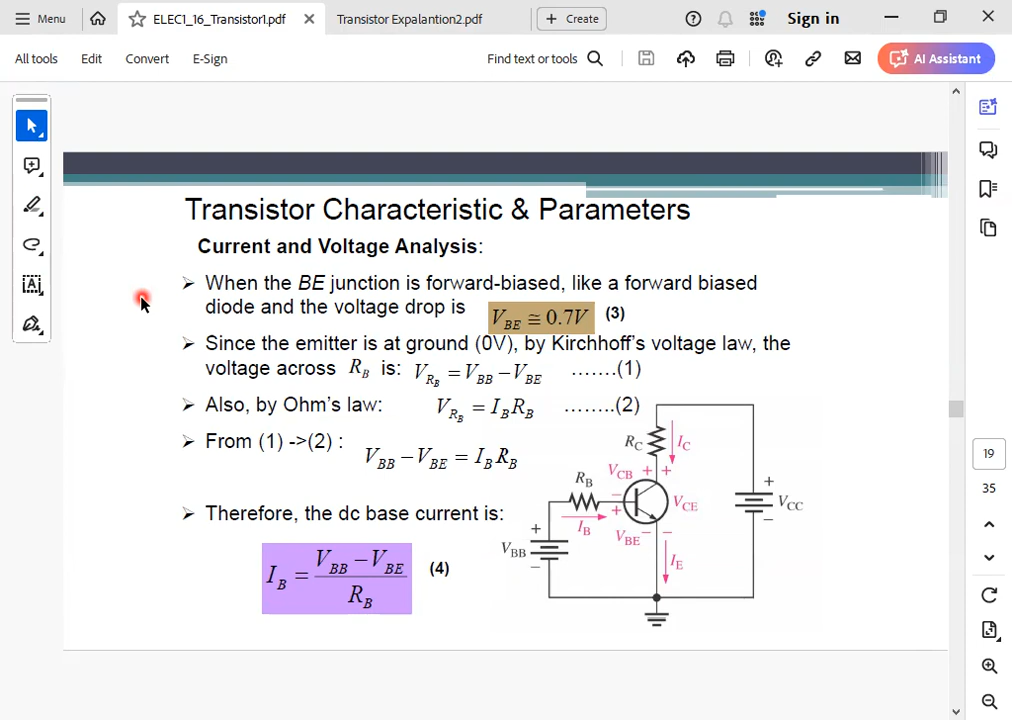 Menu ELEC1_16_Transistor1.pdf Transistor Expalantion2.pdf Create Sign in
All tools Edit Convert E-Sign Find text or tools AI Assistant
Transistor Characteristic & Parameters
Current and Voltage Analysis:
➢ When the BE junction is forward-biased, like a forward biased
diode and the voltage drop is V_BE ≅ 0.7V (3)
➢ Since the emitter is at ground (0V), by Kirchhoff's voltage law, the
voltage across R_B is: V_{R_B} = V_BB − V_BE .......(1)
➢ Also, by Ohm's law: V_{R_B} = I_B R_B ........(2)
➢ From (1) ->(2) : V_BB − V_BE = I_B R_B
➢ Therefore, the dc base current is:
I_B = (V_BB − V_BE) / R_B (4)
R_C I_C
V_CB + +
R_B − + V_CE
I_B V_BE − −
+ V_BB −
I_E
+ V_CC −
19
35